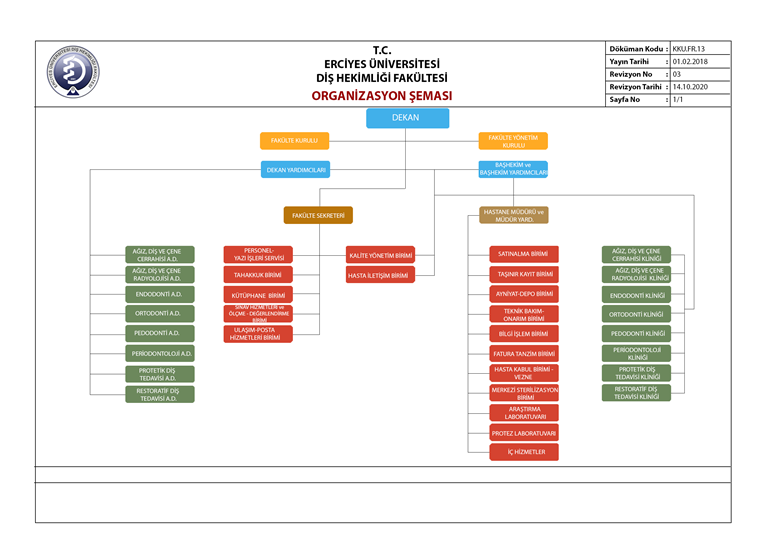 ERCİYES ÜNİVERSİTESİ DİŞ HEKİMLİĞİ FAKÜLTESİ
T.C.
ERCİYES ÜNİVERSİTESİ
DİŞ HEKİMLİĞİ FAKÜLTESİ
ORGANİZASYON ŞEMASI
Döküman Kodu : KKU.FR.13
Yayın Tarihi : 01.02.2018
Revizyon No : 03
Revizyon Tarihi : 14.10.2020
Sayfa No : 1/1
DEKAN
FAKÜLTE KURULU
FAKÜLTE YÖNETİM
KURULU
DEKAN YARDIMCILARI
BAŞHEKİM ve
BAŞHEKİM YARDIMCILARI
FAKÜLTE SEKRETERİ
HASTANE MÜDÜRÜ ve
MÜDÜR YARD.
AĞIZ, DİŞ VE ÇENE
CERRAHİSİ A.D.
AĞIZ, DİŞ VE ÇENE
RADYOLOJİSİ A.D.
ENDODONTİ A.D.
ORTODONTİ A.D.
PEDODONTİ A.D.
PERİODONTOLOJİ A.D.
PROTETİK DİŞ
TEDAVİSİ A.D.
RESTORATİF DİŞ
TEDAVİSİ A.D.
PERSONEL-
YAZI İŞLERİ SERVİSİ
TAHAKKUK BİRİMİ
KÜTÜPHANE BİRİMİ
SINAV HİZMETLERİ ve
ÖLÇME - DEĞERLENDİRME
BİRİMİ
ULAŞIM-POSTA
HİZMETLERİ BİRİMİ
KALİTE YÖNETİM BİRİMİ
HASTA İLETİŞİM BİRİMİ
SATINALMA BİRİMİ
TAŞINIR KAYIT BİRİMİ
AYNİYAT-DEPO BİRİMİ
TEKNİK BAKIM-
ONARIM BİRİMİ
BİLGİ İŞLEM BİRİMİ
FATURA TANZİM BİRİMİ
HASTA KABUL BİRİMİ -
VEZNE
MERKEZİ STERİLİZASYON
BİRİMİ
ARAŞTIRMA
LABORATUVARI
PROTEZ LABORATUVARI
İÇ HİZMETLER
AĞIZ, DİŞ VE ÇENE
CERRAHİSİ KLİNİĞİ
AĞIZ, DİŞ VE ÇENE
RADYOLOJİSİ KLİNİĞİ
ENDODONTİ KLİNİĞİ
ORTODONTİ KLİNİĞİ
PEDODONTİ KLİNİĞİ
PERİODONTOLOJİ
KLİNİĞİ
PROTETİK DİŞ
TEDAVİSİ KLİNİĞİ
RESTORATİF DİŞ
TEDAVİSİ KLİNİĞİ